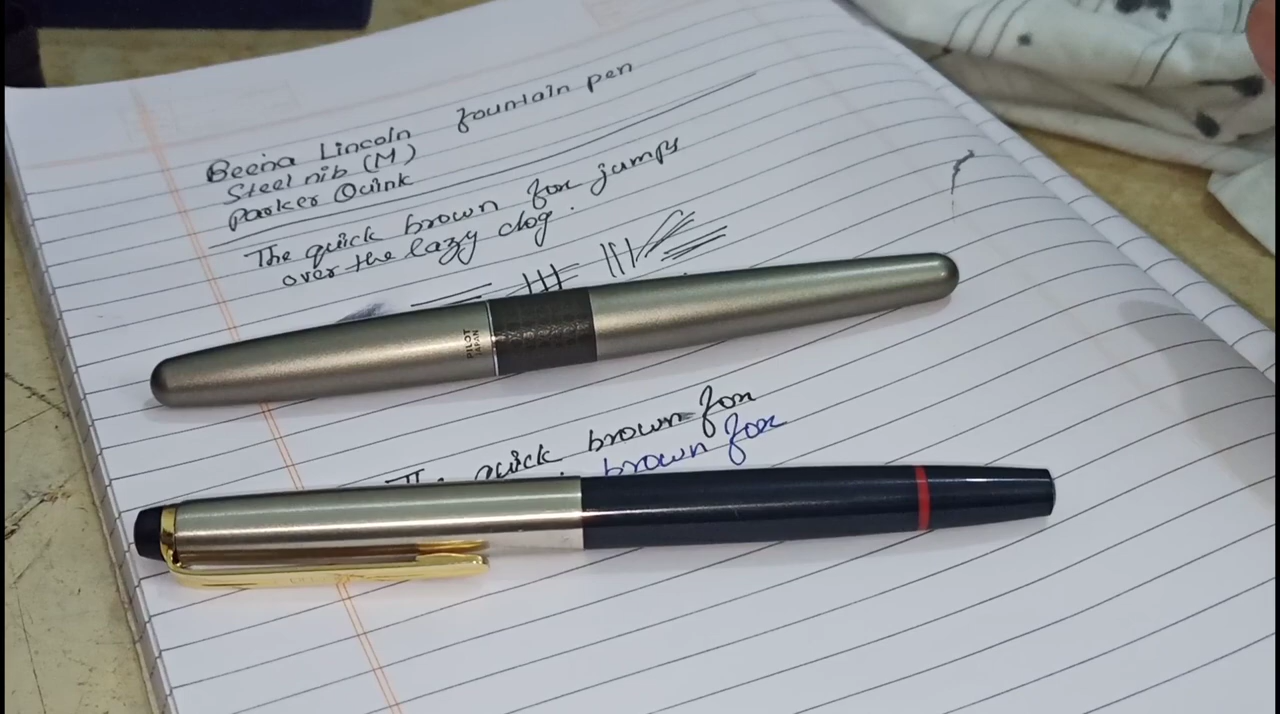 Beena Lincoln fountain pen
Steel nib (M)
Parker Quink
The quick brown fox jumps
over the lazy dog.
PILOT
JAPAN
The quick brown fox
brown fox